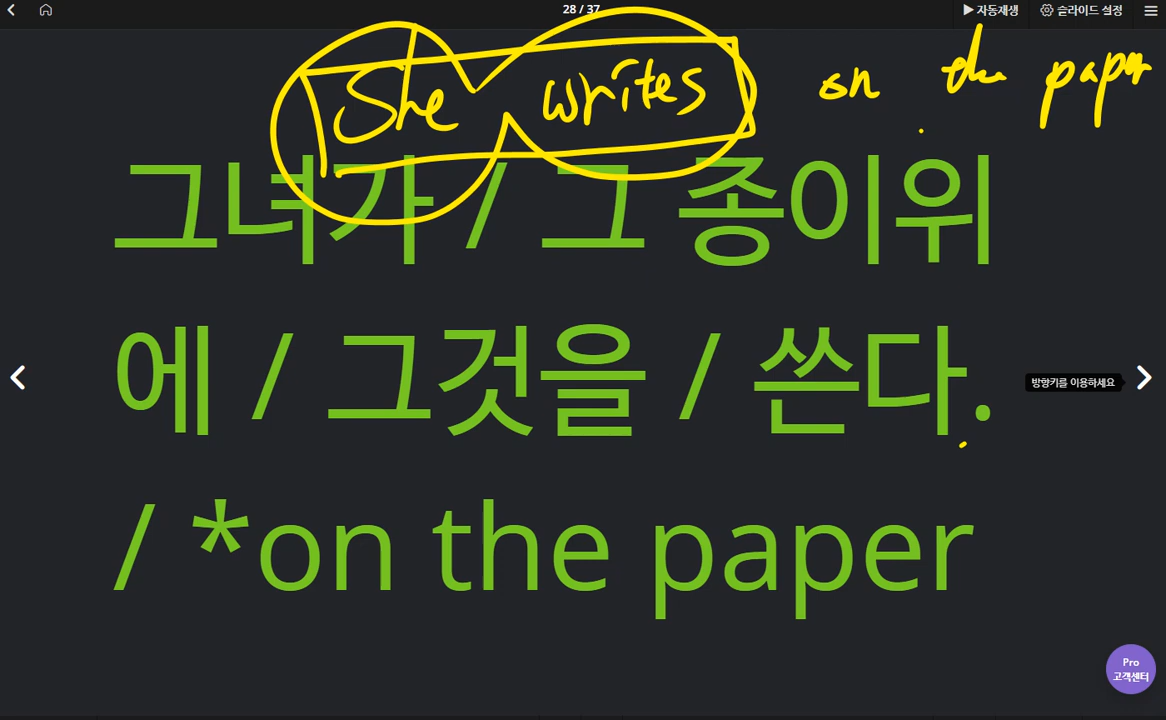 28 / 37
자동재생
슬라이드 설정
She writes on the paper
그녀가 / 그 종이위
에 / 그것을 / 쓴다.
방향키를 이용하세요
/ *on the paper
Pro
고객센터